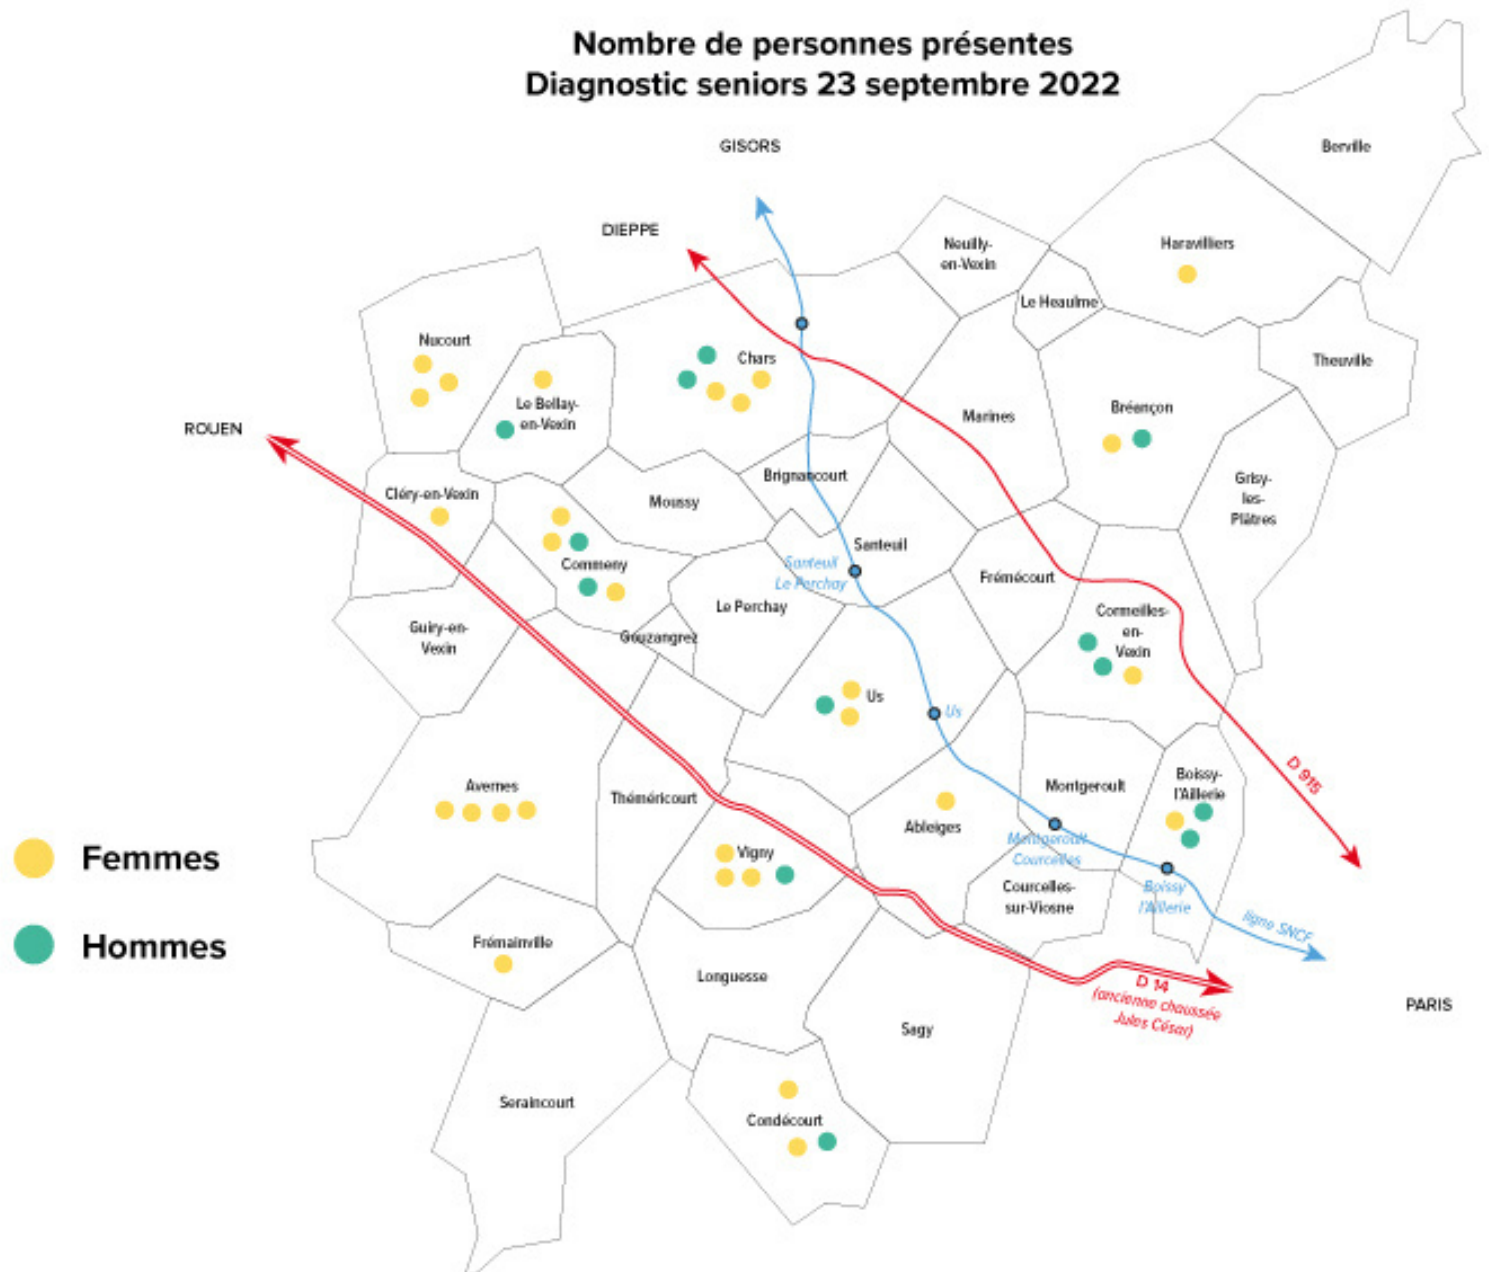 Nombre de personnes présentes
Diagnostic seniors 23 septembre 2022
GISORS
Berville
DIEPPE
Neuilly-
en-Vexin
Haravilliers
Le Heaulme
Nucourt
Chars
Theuville
Le Bellay-
en-Vexin
Bréançon
Marines
ROUEN
Brignancourt
Cléry-en-Vexin
Moussy
Grisy-
les-
Plâtres
Santeuil
Santeuil
Le Perchay
Commeny
Frémécourt
Le Perchay
Cormeilles-
en-
Vexin
Guiry-en-
Vexin
Gouzangrez
Us
Us
D 915
Avernes
Théméricourt
Montgeroult
Boissy-
l'Aillerie
Ableiges
Montgeroult
Courcelles
Vigny
Femmes
Courcelles-
sur-Viosne
Boissy
l'Aillerie
ligne SNCF
Hommes
Frémainville
Longuesse
D 14
(ancienne chaussée
Jules César)
PARIS
Sagy
Seraincourt
Condécourt